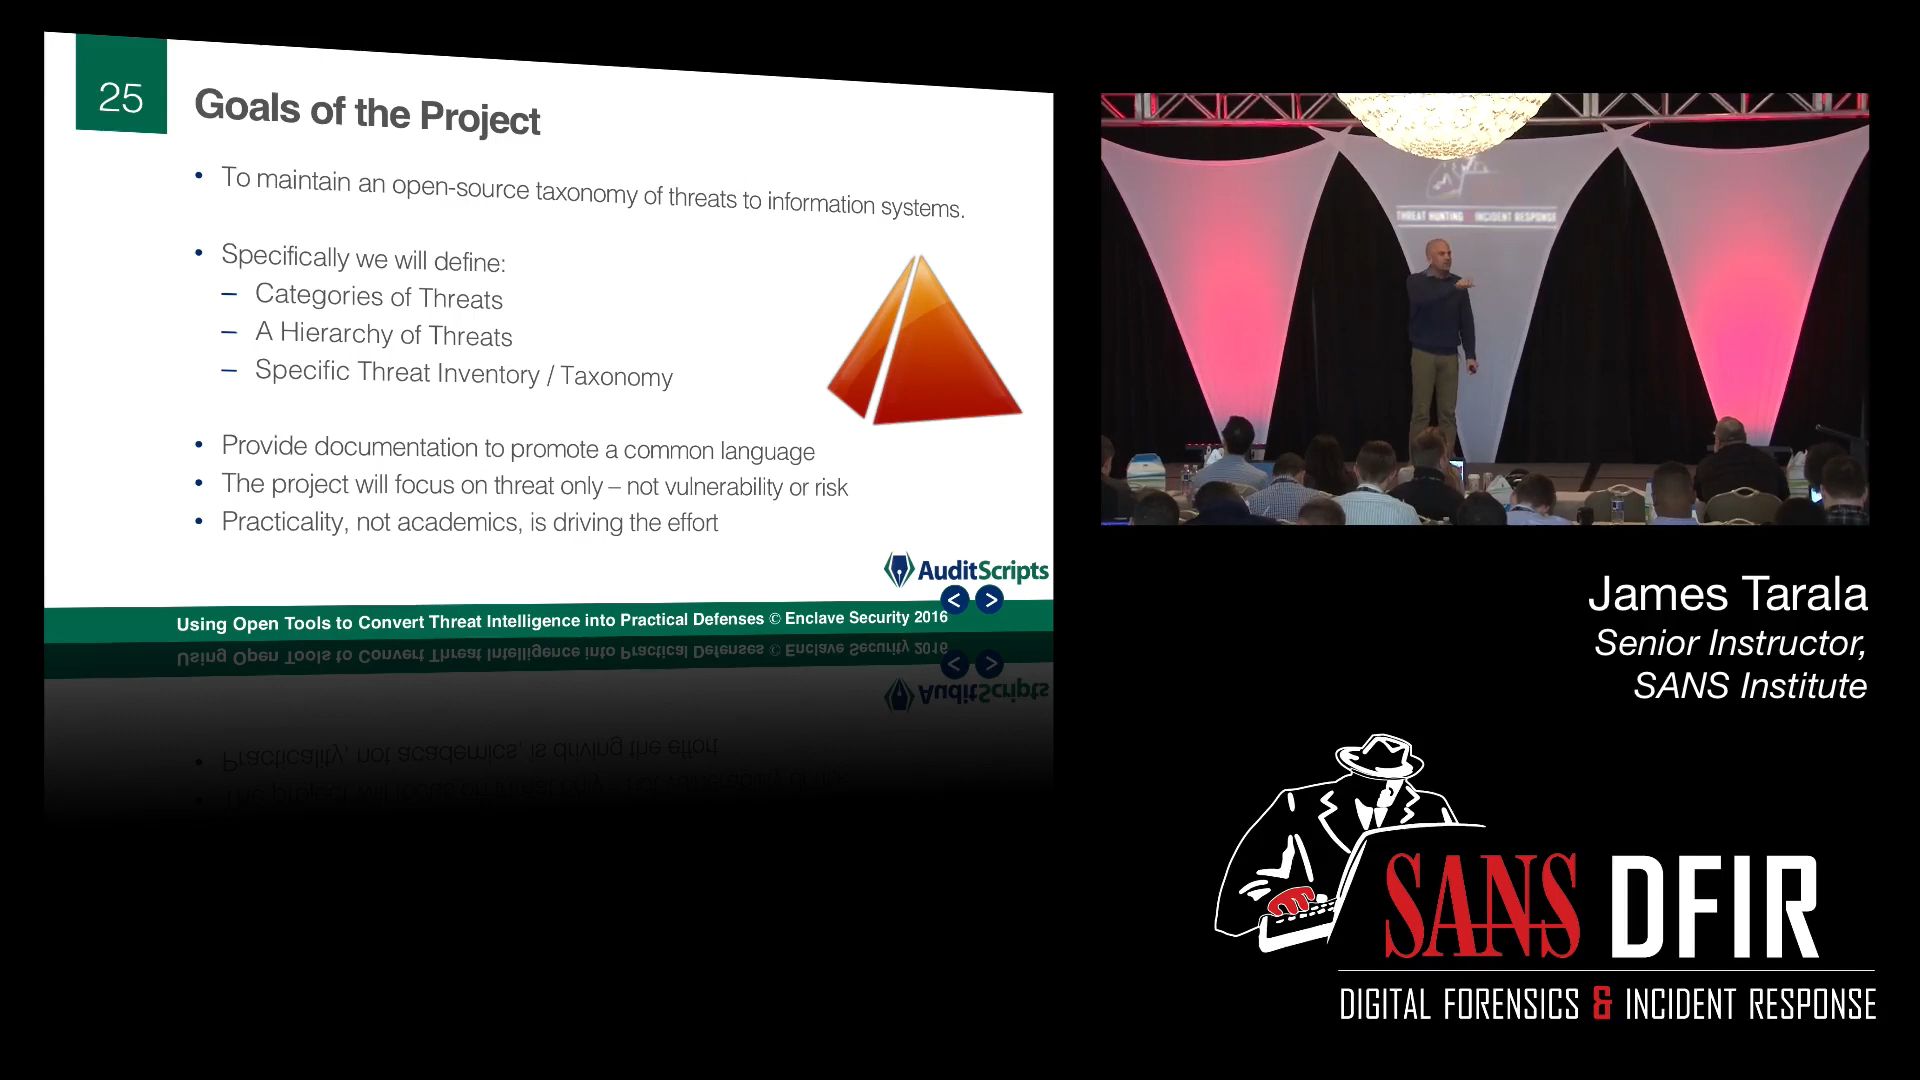 25
Goals of the Project
• To maintain an open-source taxonomy of threats to information systems.
• Specifically we will define:
– Categories of Threats
– A Hierarchy of Threats
– Specific Threat Inventory / Taxonomy
• Provide documentation to promote a common language
• The project will focus on threat only – not vulnerability or risk
• Practicality, not academics, is driving the effort
AuditScripts
< >
Using Open Tools to Convert Threat Intelligence into Practical Defenses © Enclave Security 2016
THREAT HUNTING & INCIDENT RESPONSE
James Tarala
Senior Instructor,
SANS Institute
SANS DFIR
DIGITAL FORENSICS & INCIDENT RESPONSE